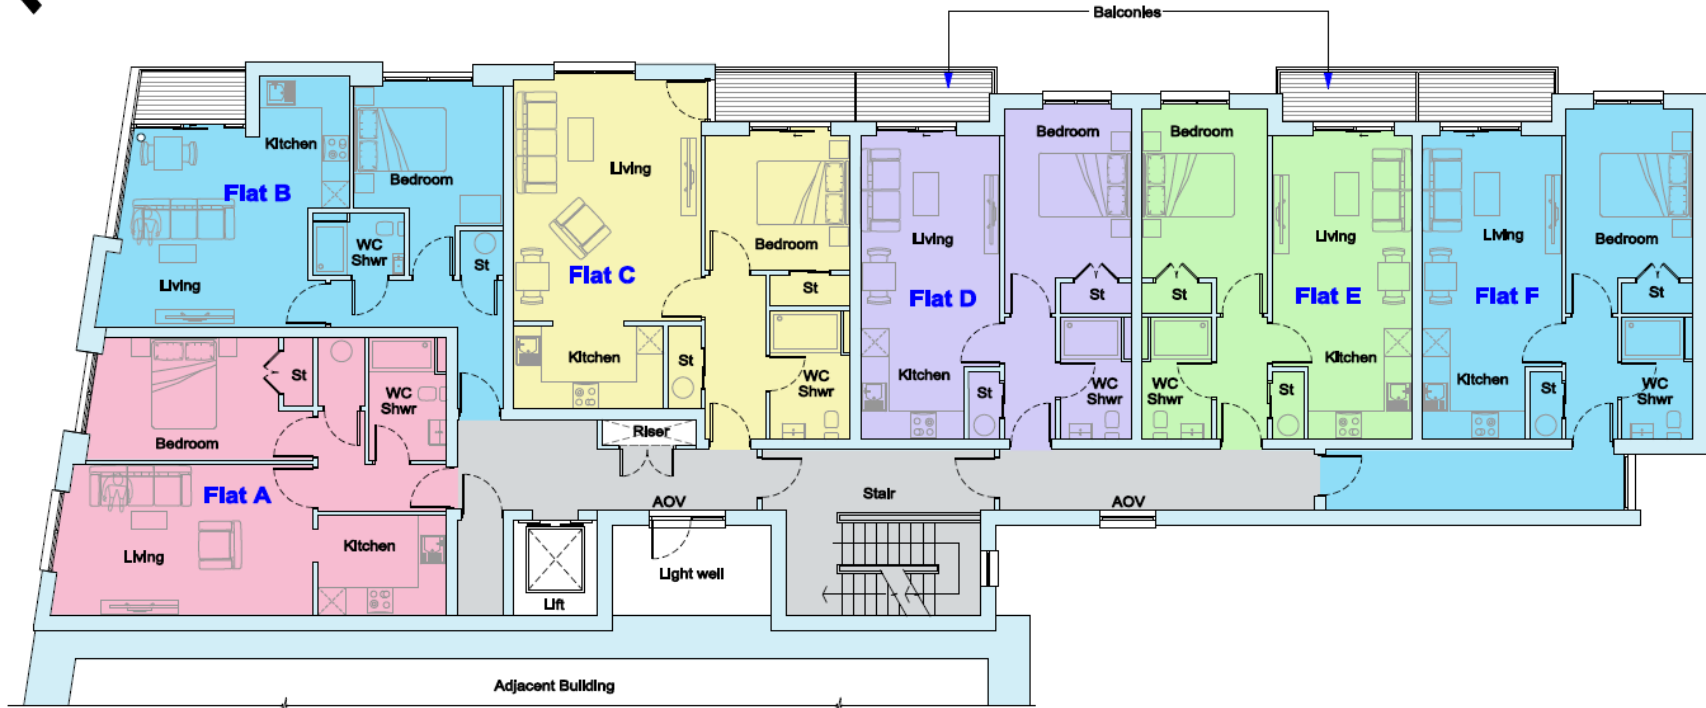 Balconies
Kitchen
Bedroom
Flat B
WC
Shwr
St
Living
Living
Flat C
Bedroom
St
Kitchen
St
WC
Shwr
Bedroom
Living
Flat D
St
Kitchen
St
WC
Shwr
Bedroom
Living
Flat E
St
Kitchen
WC
Shwr
St
Living
Flat F
Bedroom
St
Kitchen
St
WC
Shwr
St
WC
Shwr
Bedroom
Flat A
Living
Kitchen
Riser
AOV
Stair
AOV
Lift
Light well
Adjacent Building